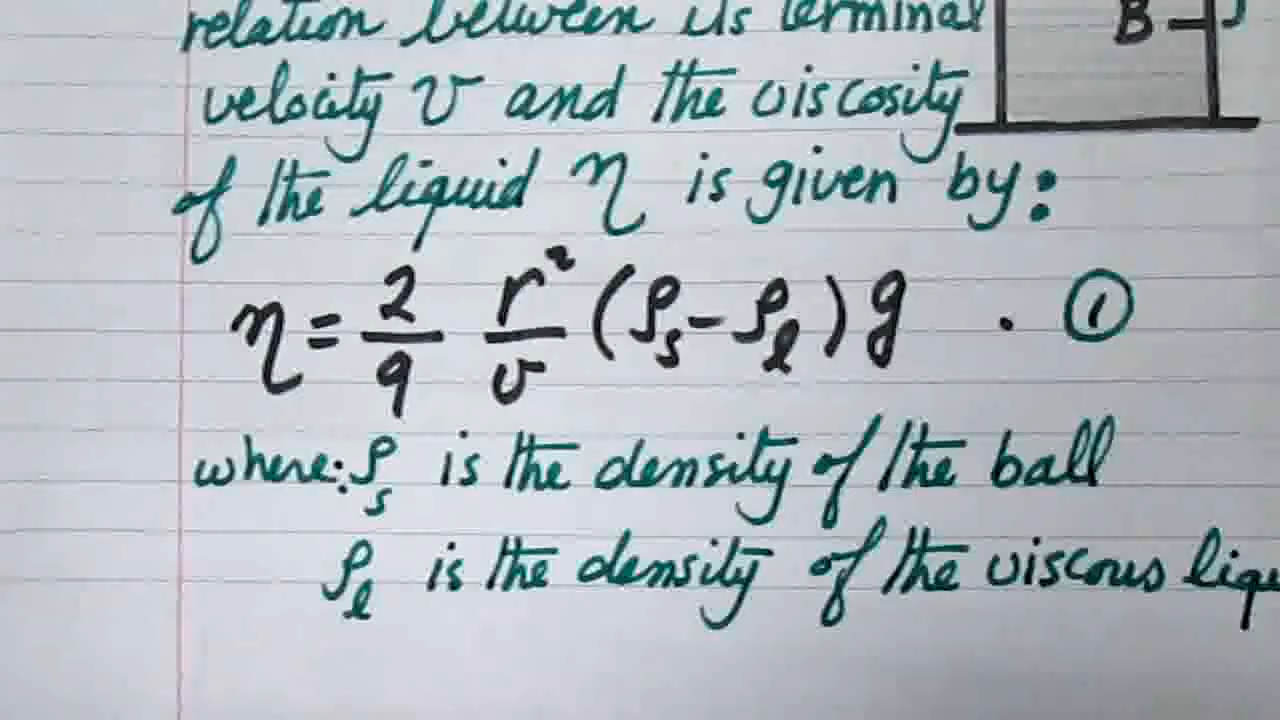 relation between its terminal
B
velocity v and the viscosity
of the liquid η is given by:
η = 2/9 r²/v (ρs - ρl) g . ①
where: ρs is the density of the ball
ρl is the density of the viscous